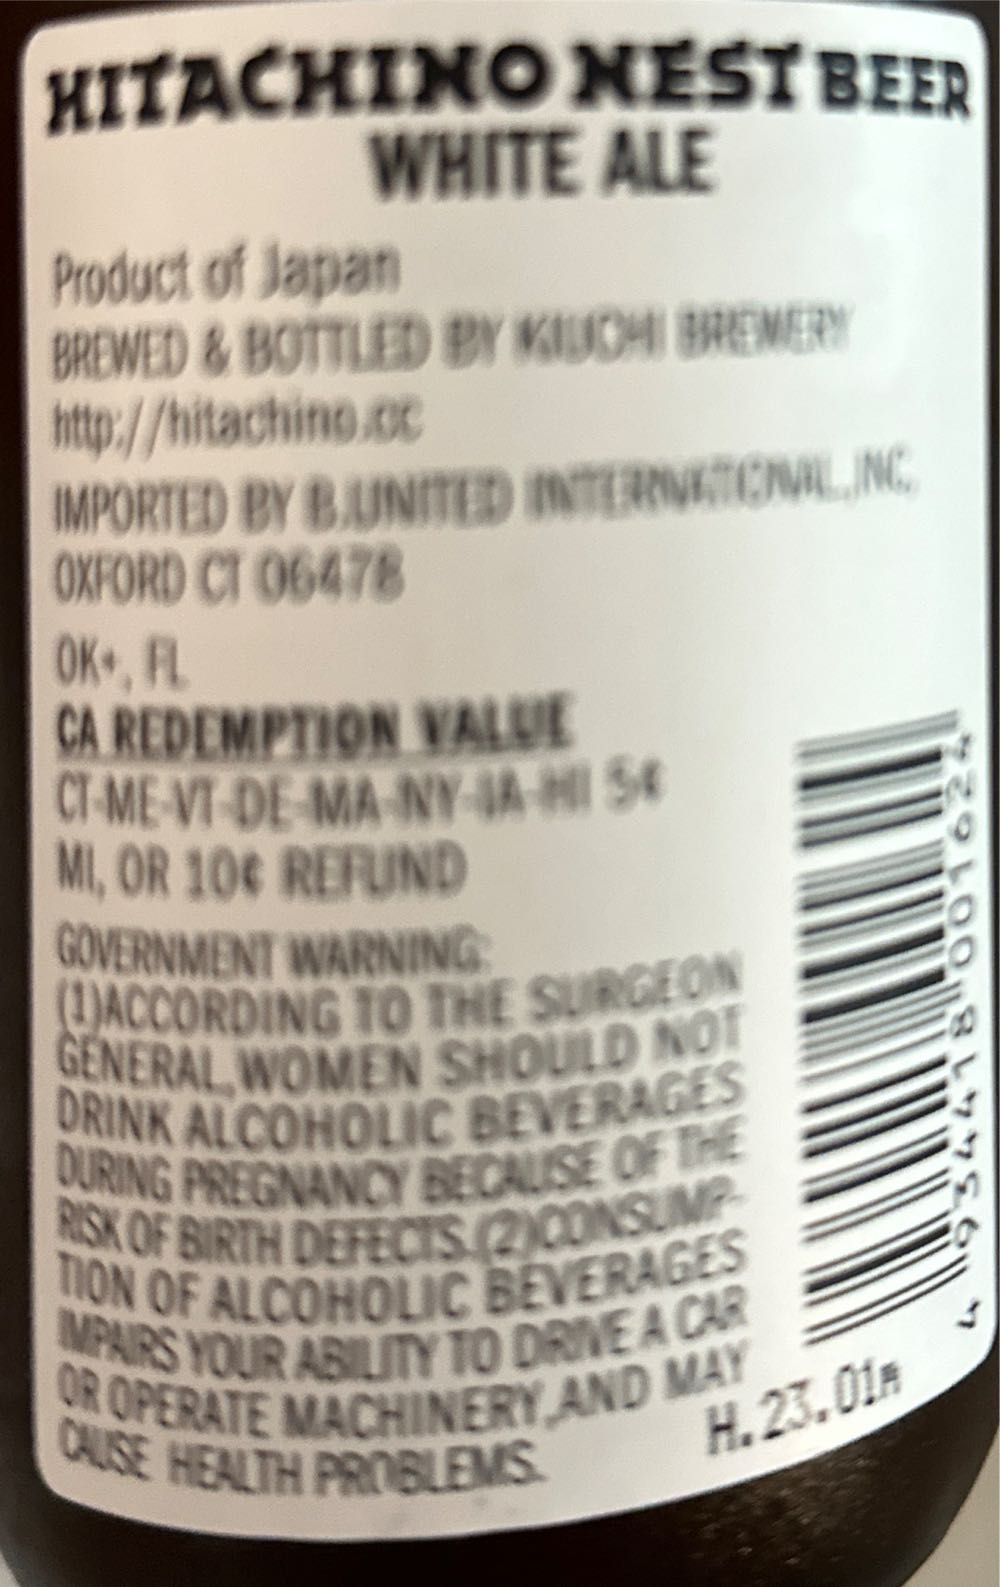 HITACHINO NEST BEER
WHITE ALE
Product of Japan
BREWED & BOTTLED BY KIUCHI BREWERY
http://hitachino.cc
IMPORTED BY B.UNITED INTERNATIONAL,INC,
OXFORD CT 06478
OK+, FL
CA REDEMPTION VALUE
CT-ME-VT-DE-MA-NY-IA-HI 5¢
MI, OR 10¢ REFUND
GOVERNMENT WARNING:
(1)ACCORDING TO THE SURGEON
GENERAL,WOMEN SHOULD NOT
DRINK ALCOHOLIC BEVERAGES
DURING PREGNANCY BECAUSE OF THE
RISK OF BIRTH DEFECTS.(2)CONSUMP-
TION OF ALCOHOLIC BEVERAGES
IMPAIRS YOUR ABILITY TO DRIVE A CAR
OR OPERATE MACHINERY,AND MAY
CAUSE HEALTH PROBLEMS.
4 934418 001624
H.23.01m